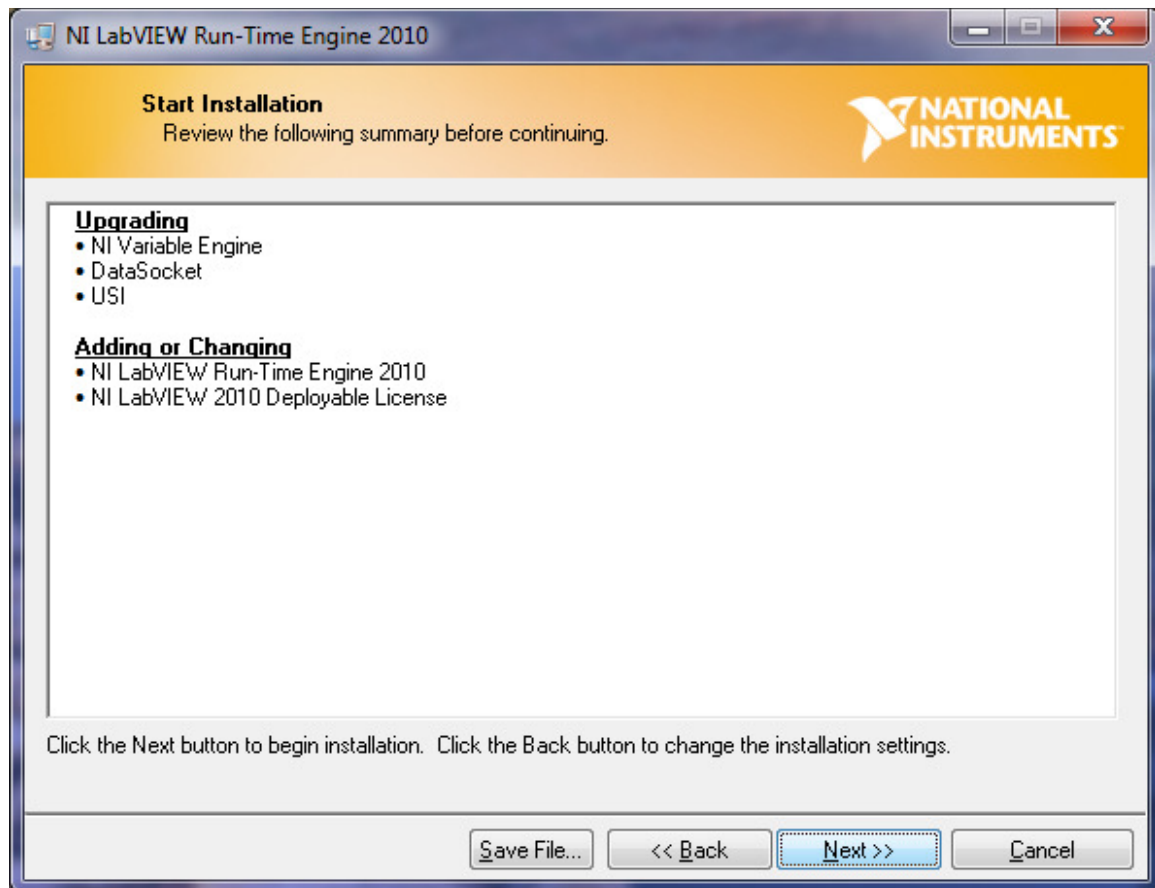 NI LabVIEW Run-Time Engine 2010
Start Installation
Review the following summary before continuing.
NATIONAL
INSTRUMENTS
Upgrading
• NI Variable Engine
• DataSocket
• USI
Adding or Changing
• NI LabVIEW Run-Time Engine 2010
• NI LabVIEW 2010 Deployable License
Click the Next button to begin installation.  Click the Back button to change the installation settings.
Save File... << Back Next >> Cancel